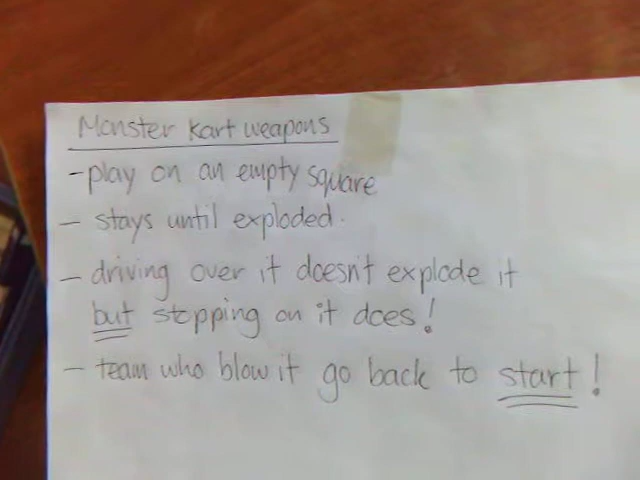 Monster Kart weapons
- play on an empty square
- stays until exploded.
- driving over it doesn't explode it
but stopping on it does!
- team who blow it go back to start!